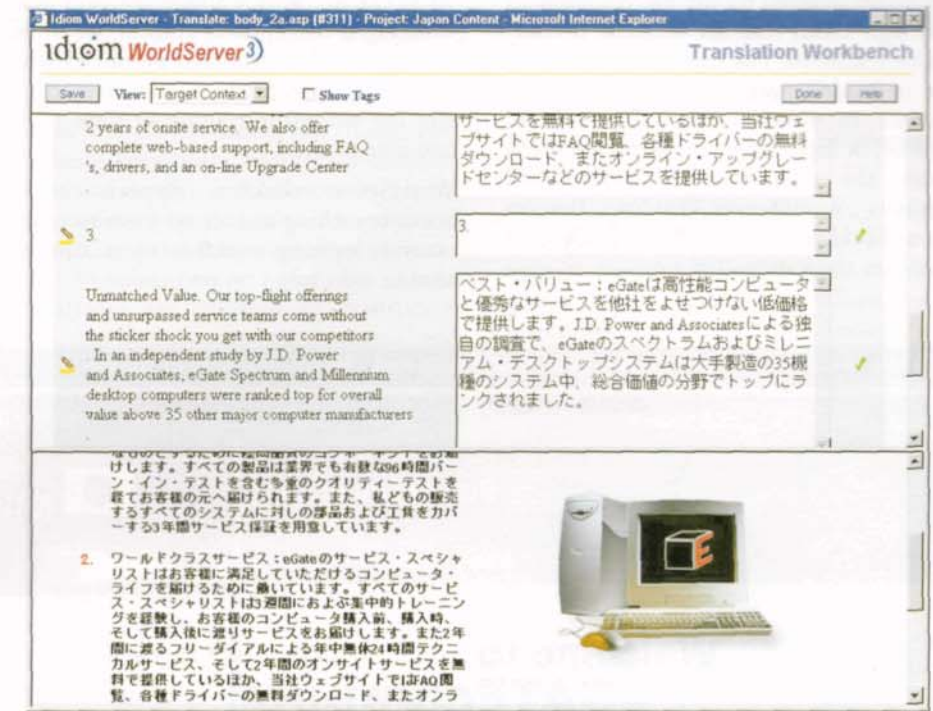 Idiom WorldServer - Translate: body_2a.asp (#311) - Project: Japan Content - Microsoft Internet Explorer
idiom WorldServer 3
Translation Workbench
Save View: Target Context Show Tags Done Help
2 years of onsite service. We also offer
complete web-based support, including FAQ
's, drivers, and an on-line Upgrade Center
サービスを無料で提供しているほか、当社ウェ
ブサイトではFAQ閲覧、各種ドライバーの無料
ダウンロード、またオンライン・アップグレー
ドセンターなどのサービスを提供しています。
3.
3.
Unmatched Value. Our top-flight offerings
and unsurpassed service teams come without
the sticker shock you get with our competitors
In an independent study by J.D. Power
and Associates, eGate Spectrum and Millennium
desktop computers were ranked top for overall
value above 35 other major computer manufacturers
.
ベスト・バリュー：eGateは高性能コンピュータ
と優秀なサービスを他社をよせつけない低価格
で提供します。J.D. Power and Associatesによる独
自の調査で、eGateのスペクトラムおよびミレニ
アム・デスクトップシステムは大手製造の35機
種のシステム中、総合価値の分野でトップにラ
ンクされました。
けします。すべての製品は業界でも有数な96時間バー
ン・イン・テストを含む多重のクオリティーテストを
経てお客様の元へ届けられます。また、私どもの販売
するすべてのシステムに対しの部品および工賃をカバ
ーする3年間サービス保証を用意しています。
2. ワールドクラスサービス：eGateのサービス・スペシャ
リストはお客様に満足していただけるコンピュータ・
ライフを届けるために働いています。すべてのサービ
ス・スペシャリストは3週間におよぶ集中的トレーニン
グを経験し、お客様のコンピュータ購入前、購入時、
そして購入後に渡りサービスをお届けします。また2年
間に渡るフリーダイアルによる年中無休24時間テクニ
カルサービス、そして2年間のオンサイトサービスを無
料で提供しているほか、当社ウェブサイトではFAQ閲
覧、各種ドライバーの無料ダウンロード、またオンラ
E